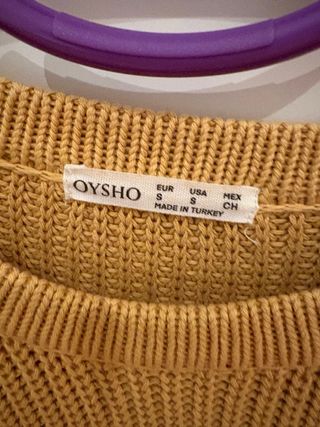 OYSHO
EUR USA MEX
S S CH
MADE IN TURKEY